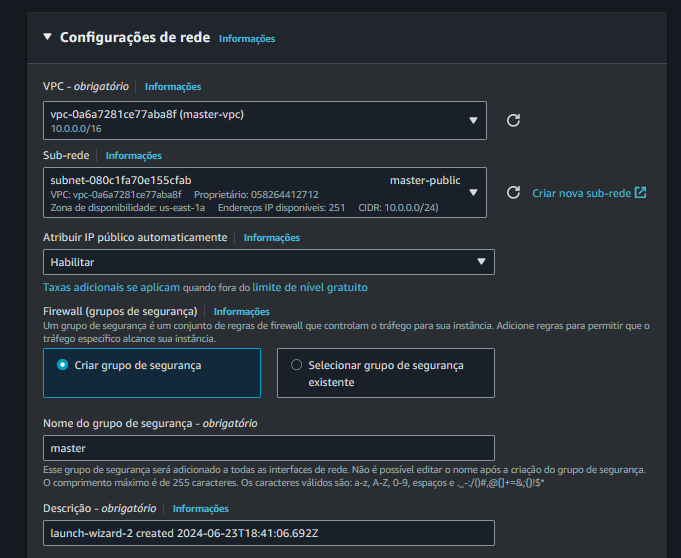 Configurações de rede Informações
VPC - obrigatório Informações
vpc-0a6a7281ce77aba8f (master-vpc)
10.0.0.0/16
Sub-rede Informações
subnet-080c1fa70e155cfab master-public
VPC: vpc-0a6a7281ce77aba8f Proprietário: 058264412712
Zona de disponibilidade: us-east-1a Endereços IP disponíveis: 251 CIDR: 10.0.0.0/24)
Criar nova sub-rede
Atribuir IP público automaticamente Informações
Habilitar
Taxas adicionais se aplicam quando fora do limite de nível gratuito
Firewall (grupos de segurança) Informações
Um grupo de segurança é um conjunto de regras de firewall que controlam o tráfego para sua instância. Adicione regras para permitir que o
tráfego específico alcance sua instância.
Criar grupo de segurança
Selecionar grupo de segurança
existente
Nome do grupo de segurança - obrigatório
master
Esse grupo de segurança será adicionado a todas as interfaces de rede. Não é possível editar o nome após a criação do grupo de segurança.
O comprimento máximo é de 255 caracteres. Os caracteres válidos são: a-z, A-Z, 0-9, espaços e ._-:/()#,@[]+=&;{}!$*
Descrição - obrigatório Informações
launch-wizard-2 created 2024-06-23T18:41:06.692Z